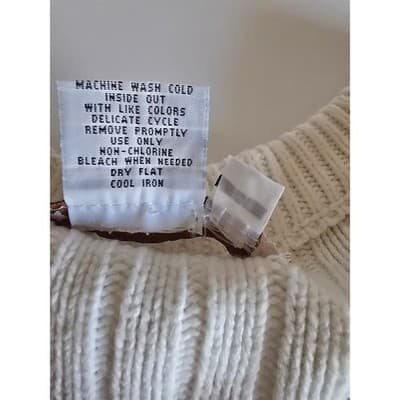 MACHINE WASH COLD
INSIDE OUT
WITH LIKE COLORS
DELICATE CYCLE
REMOVE PROMPTLY
USE ONLY
NON-CHLORINE
BLEACH WHEN NEEDED
DRY FLAT
COOL IRON